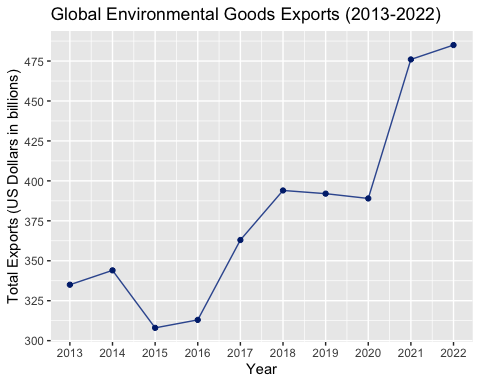 Global Environmental Goods Exports (2013-2022)
Total Exports (US Dollars in billions)
475
450
425
400
375
350
325
300
2013 2014 2015 2016 2017 2018 2019 2020 2021 2022
Year